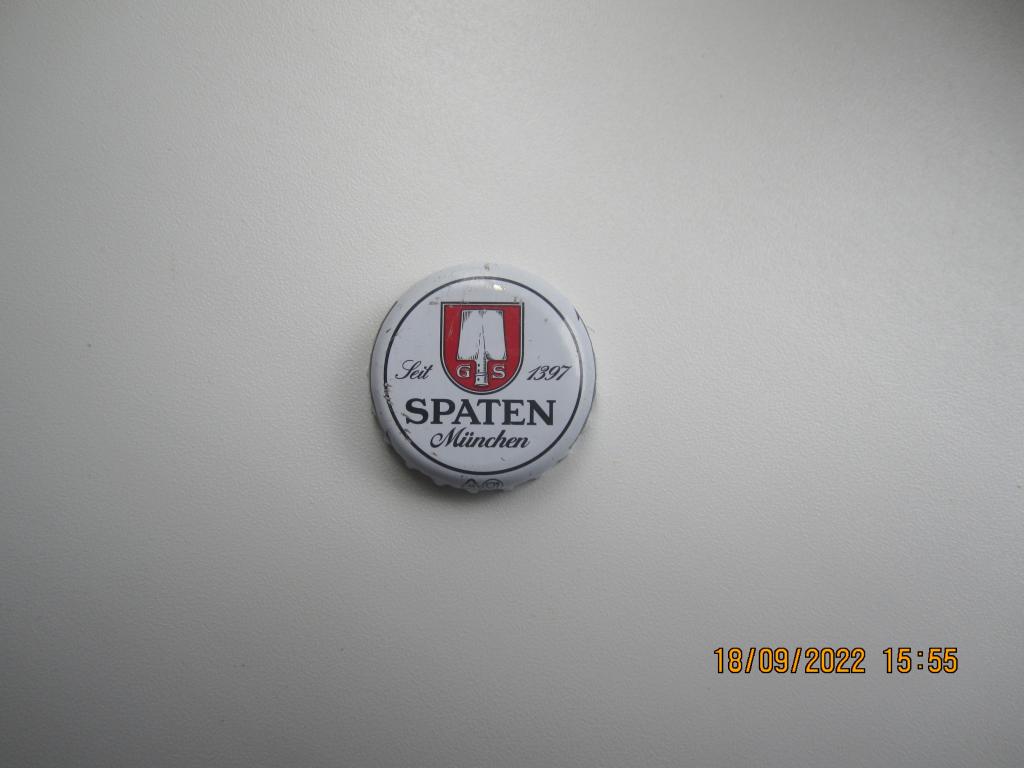 G S
Seit 1397
SPATEN
München
18/09/2022 15:55